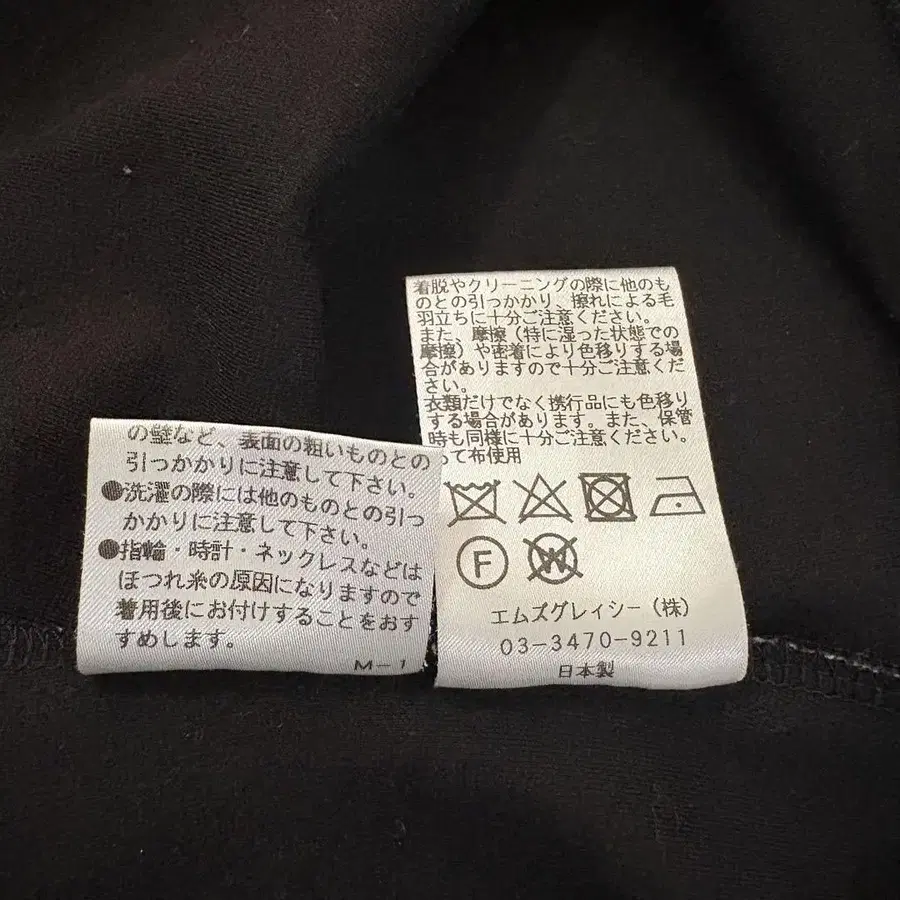 の壁など、表面の粗いものとの
引っかかりに注意して下さい。
●洗濯の際には他のものとの引っ
かかりに注意して下さい。
●指輪・時計・ネックレスなどは
ほつれ糸の原因になりますので
着用後にお付けすることをおす
すめします。
M-1
着脱やクリーニングの際に他のも
のとの引っかかり、擦れによる毛
羽立ちに十分ご注意ください。
また、摩擦（特に湿った状態での
摩擦）や密着により色移りする場
合がありますので十分ご注意くだ
さい。
衣類だけでなく携行品にも色移り
する場合があります。また、保管
時も同様に十分ご注意ください。
って布使用
F
W
エムズグレイシー（株）
03-3470-9211
日本製